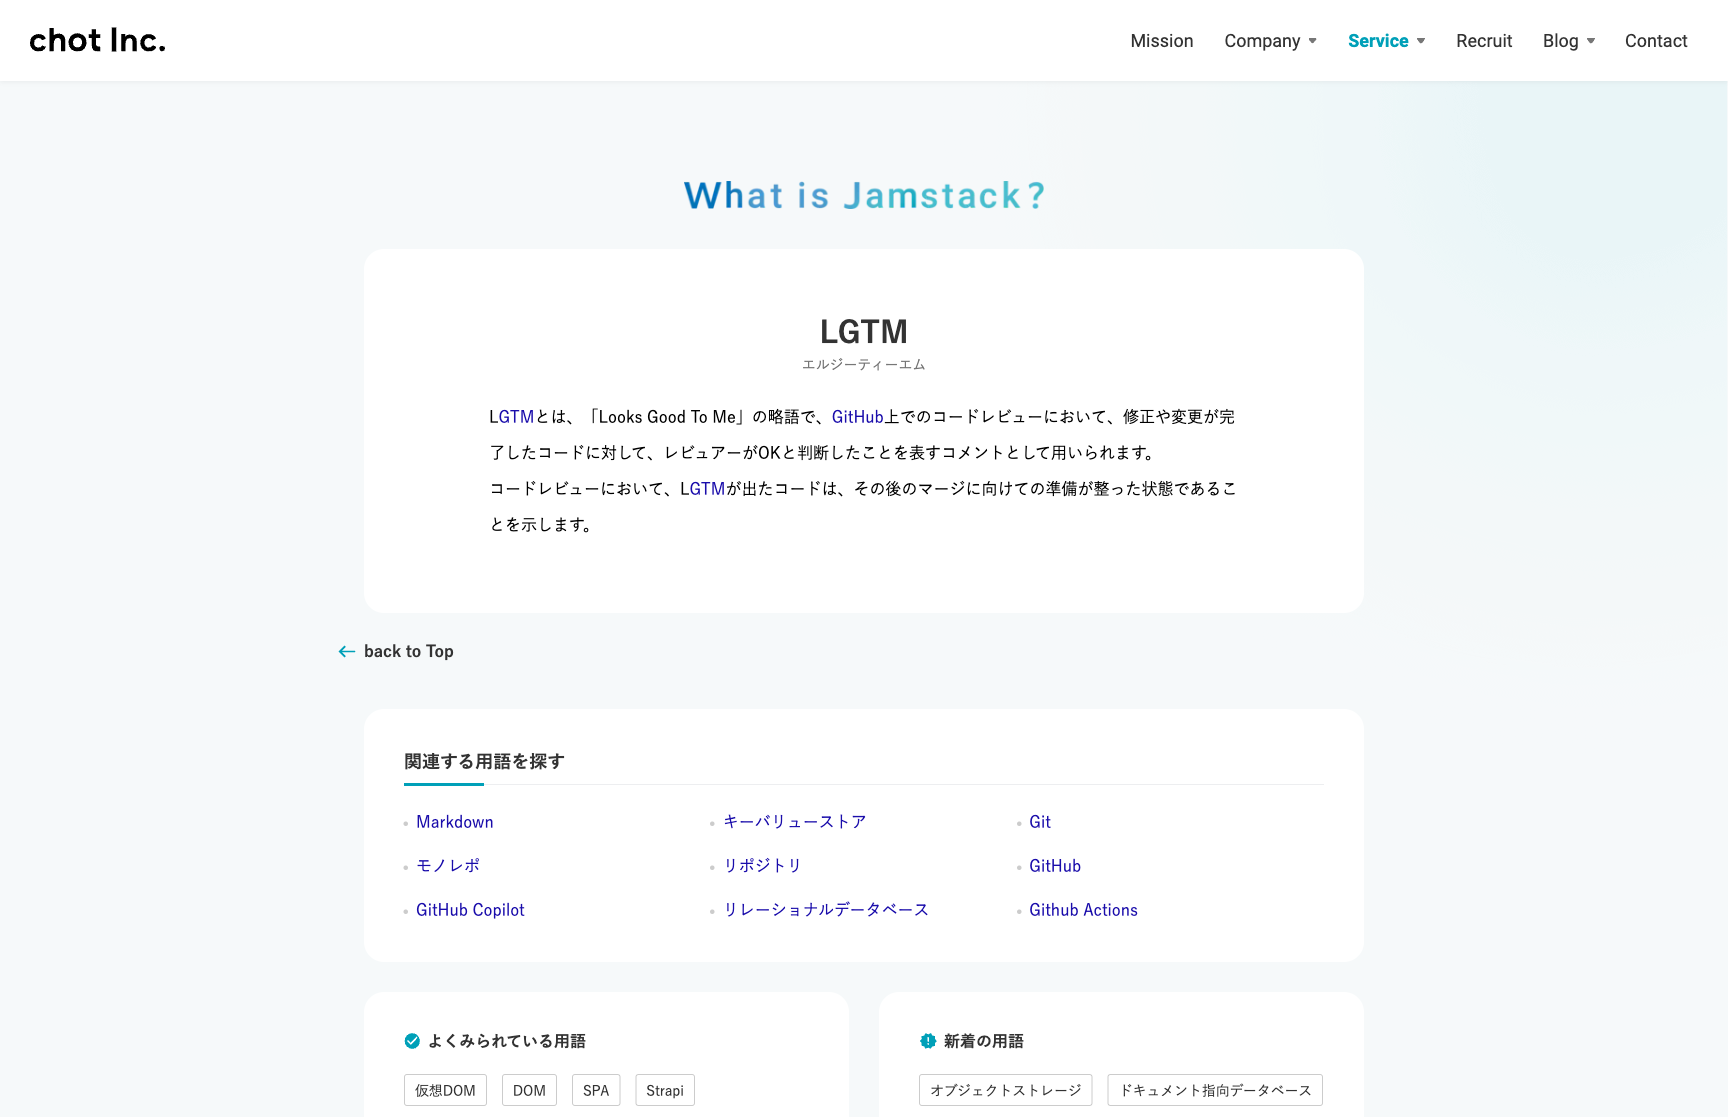 chot Inc.
Mission Company Service Recruit Blog Contact
What is Jamstack?
LGTM
エルジーティーエム
LGTMとは、「Looks Good To Me」の略語で、GitHub上でのコードレビューにおいて、修正や変更が完
了したコードに対して、レビュアーがOKと判断したことを表すコメントとして用いられます。
コードレビューにおいて、LGTMが出たコードは、その後のマージに向けての準備が整った状態であるこ
とを示します。
back to Top
関連する用語を探す
Markdown キーバリューストア Git
モノレポ リポジトリ GitHub
GitHub Copilot リレーショナルデータベース Github Actions
よくみられている用語
仮想DOM DOM SPA Strapi
新着の用語
オブジェクトストレージ ドキュメント指向データベース